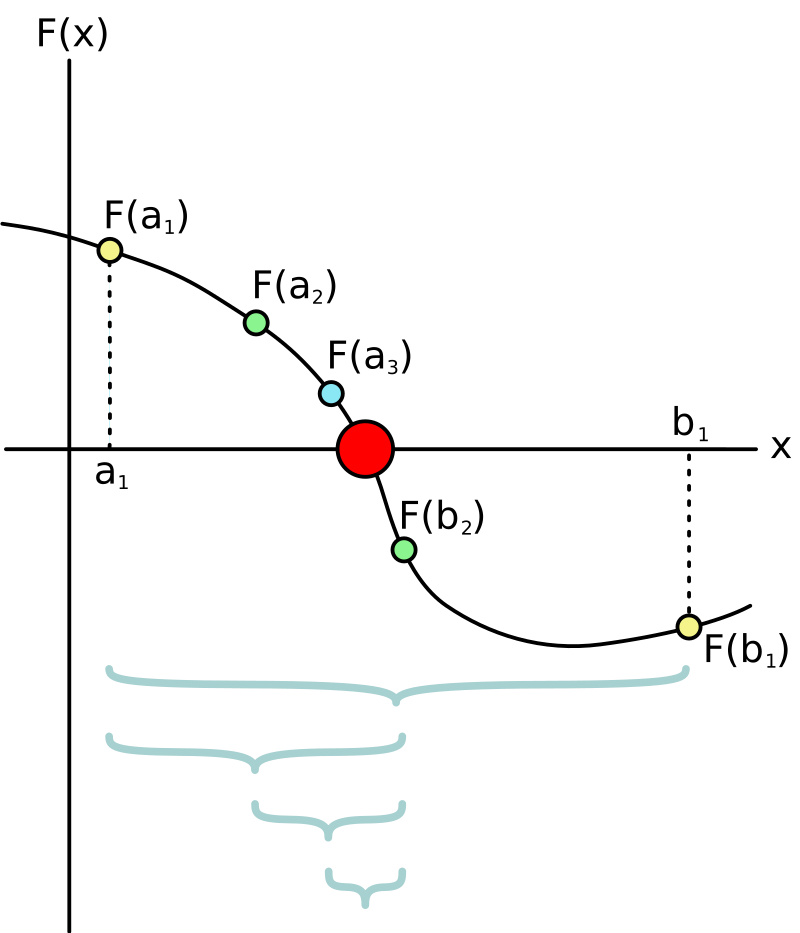 F(x)
F(a₁)
F(a₂)
F(a₃)
b₁
x
a₁
F(b₂)
F(b₁)